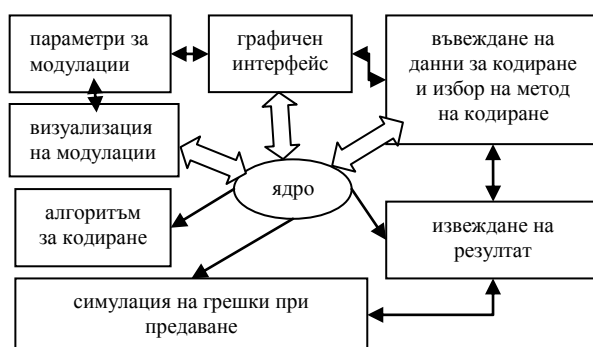 параметри за
модулации
графичен
интерфейс
въвеждане на
данни за кодиране
и избор на метод
на кодиране
визуализация
на модулации
ядро
алгоритъм
за кодиране
извеждане на
резултат
симулация на грешки при
предаване